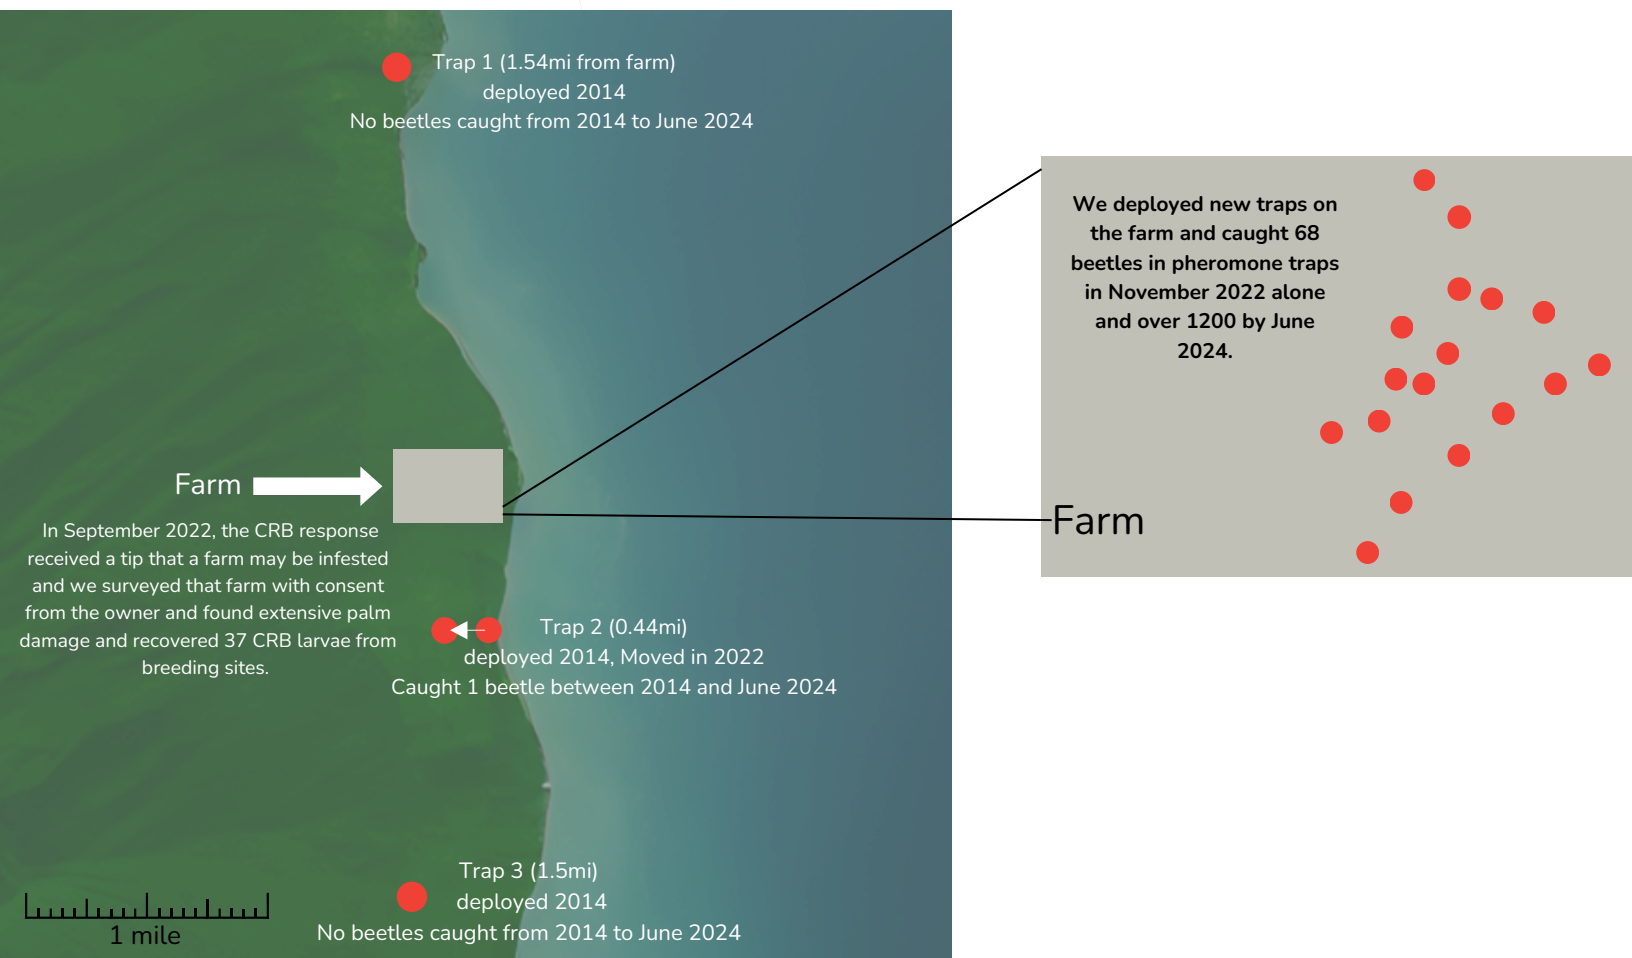 Trap 1 (1.54mi from farm)
deployed 2014
No beetles caught from 2014 to June 2024
We deployed new traps on
the farm and caught 68
beetles in pheromone traps
in November 2022 alone
and over 1200 by June
2024.
Farm
Farm
In September 2022, the CRB response
received a tip that a farm may be infested
and we surveyed that farm with consent
from the owner and found extensive palm
damage and recovered 37 CRB larvae from
breeding sites.
Trap 2 (0.44mi)
deployed 2014, Moved in 2022
Caught 1 beetle between 2014 and June 2024
Trap 3 (1.5mi)
deployed 2014
No beetles caught from 2014 to June 2024
1 mile